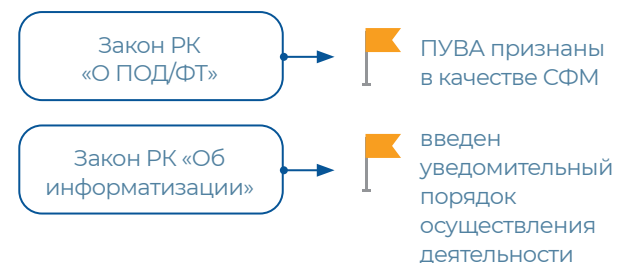 Закон РК
«О ПОД/ФТ»
ПУВА признаны
в качестве СФМ
Закон РК «Об
информатизации»
введен
уведомительный
порядок
осуществления
деятельности